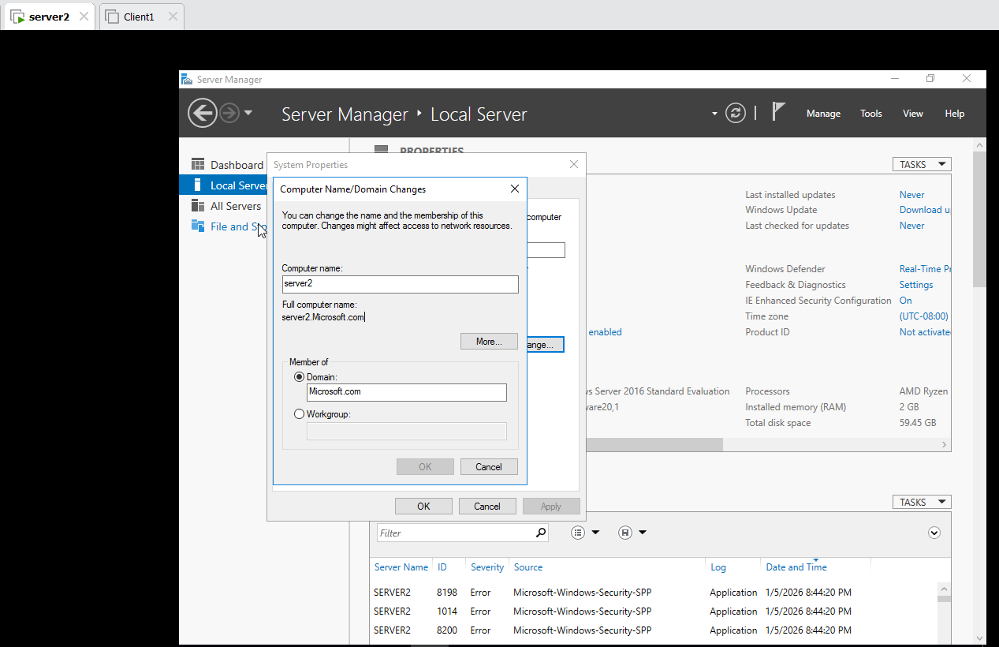 server2
Client1
Server Manager
Server Manager
Local Server
Manage Tools View Help
Dashboard
Local Server
All Servers
File and Sto
PROPERTIES
TASKS
System Properties
Computer Name/Domain Changes
You can change the name and the membership of this
computer. Changes might affect access to network resources.
Computer name:
server2
Full computer name:
server2.Microsoft.com
More...
Member of
Domain:
Microsoft.com
Workgroup:
OK Cancel
computer
ange...
OK Cancel Apply
enabled
ws Server 2016 Standard Evaluation
ware20,1
Last installed updates Never
Windows Update Download u
Last checked for updates Never
Windows Defender Real-Time Pr
Feedback & Diagnostics Settings
IE Enhanced Security Configuration On
Time zone (UTC-08:00)
Product ID Not activate
Processors AMD Ryzen
Installed memory (RAM) 2 GB
Total disk space 59.45 GB
TASKS
Filter
Server Name ID Severity Source Log Date and Time
SERVER2 8198 Error Microsoft-Windows-Security-SPP Application 1/5/2026 8:44:20 PM
SERVER2 1014 Error Microsoft-Windows-Security-SPP Application 1/5/2026 8:44:20 PM
SERVER2 8200 Error Microsoft-Windows-Security-SPP Application 1/5/2026 8:44:20 PM